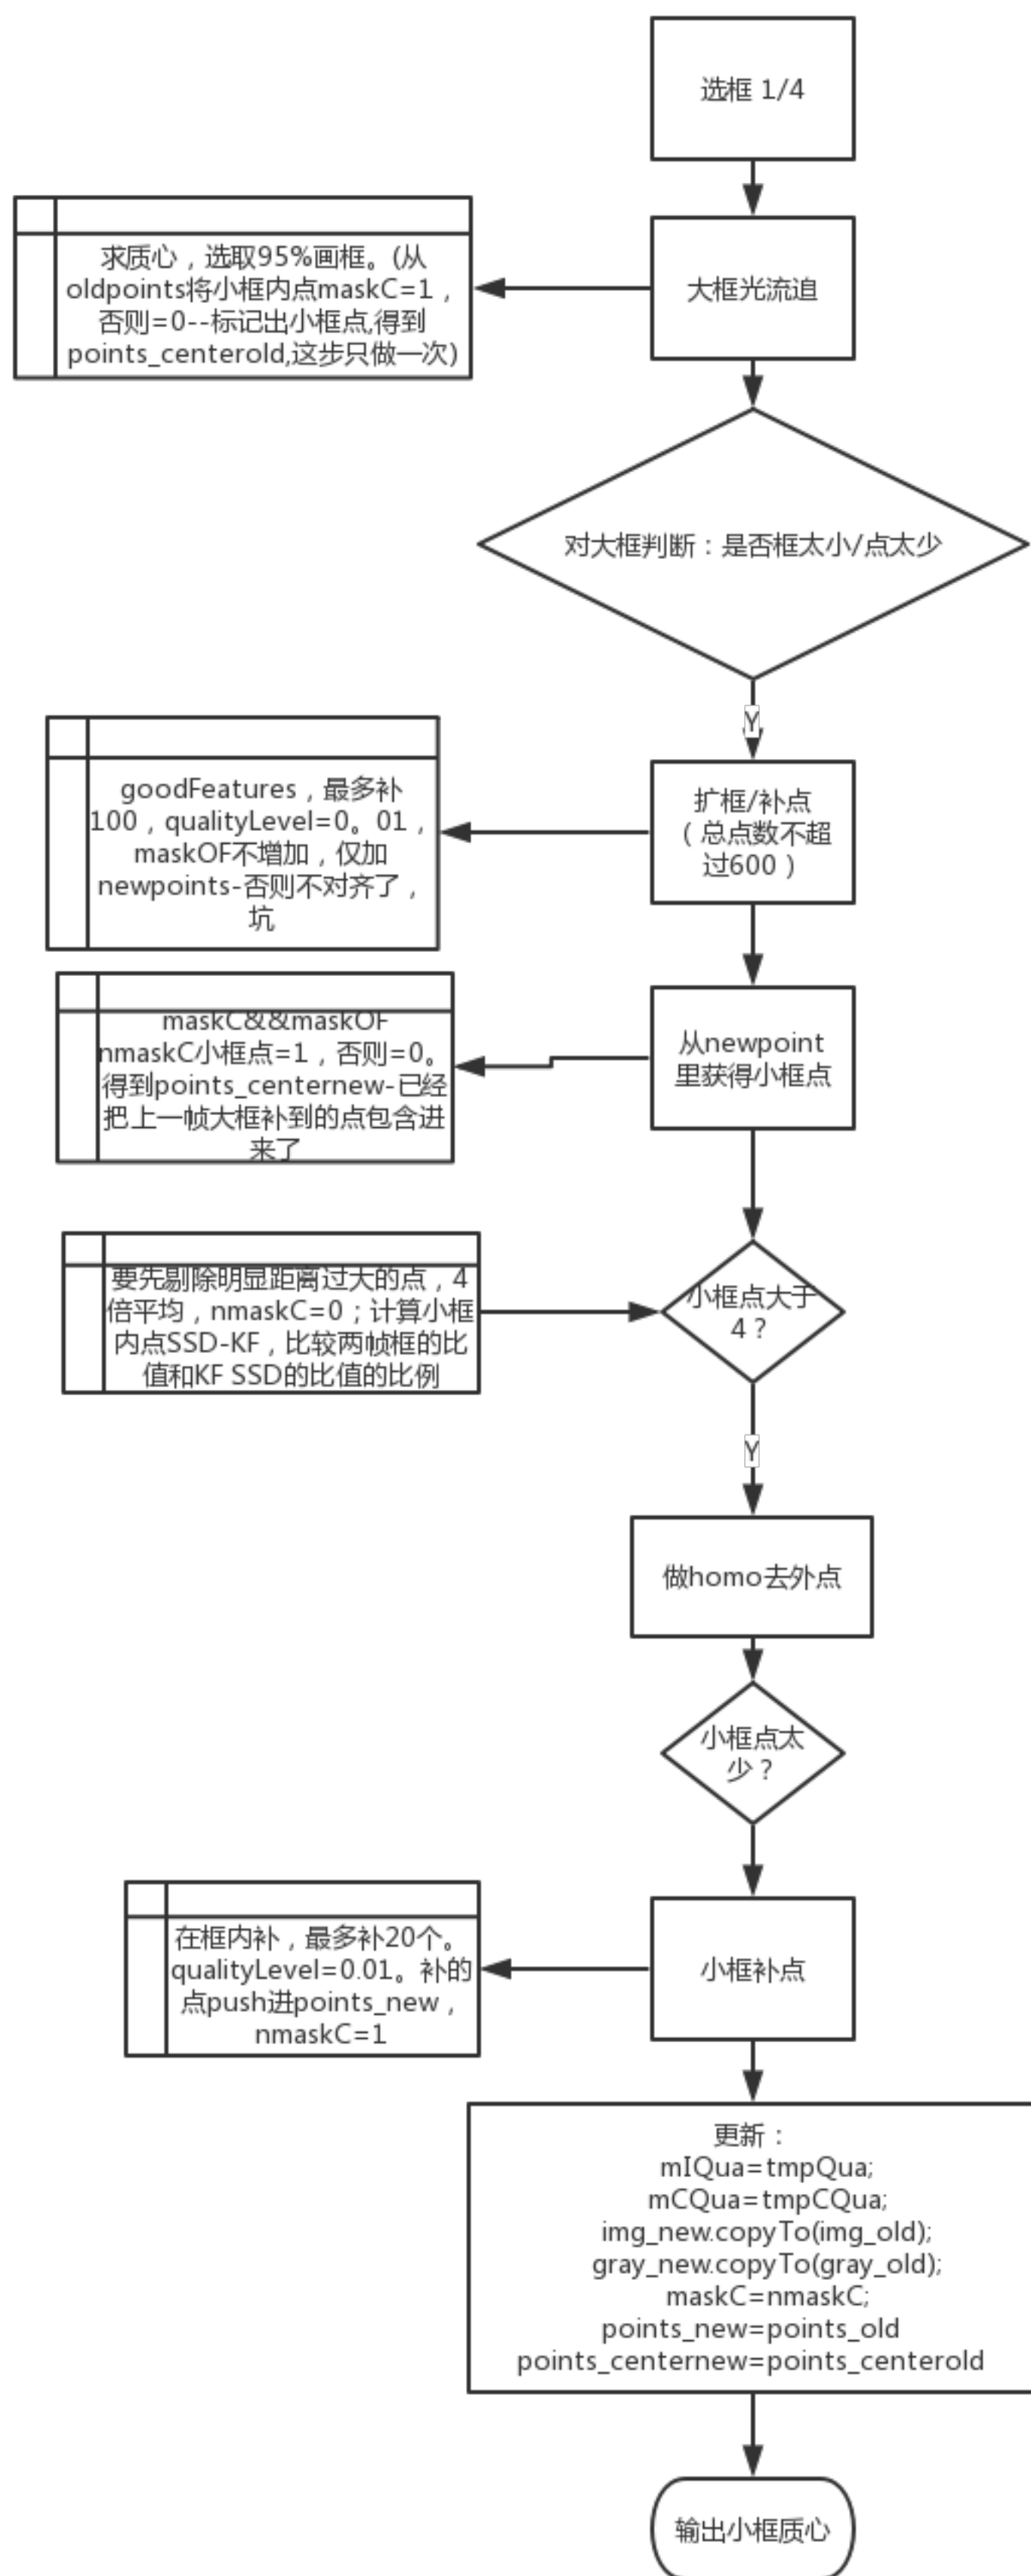 选框 1/4
求质心，选取95%画框。(从
oldpoints将小框内点maskC=1，
否则=0--标记出小框点,得到
points_centerold,这步只做一次)
大框光流追
对大框判断：是否框太小/点太少
Y
goodFeatures，最多补
100，qualityLevel=0。01，
maskOF不增加，仅加
newpoints-否则不对齐了，
坑
扩框/补点
（总点数不超
过600）
maskC&&maskOF
nmaskC小框点=1，否则=0。
得到points_centernew-已经
把上一帧大框补到的点包含进
来了
从newpoint
里获得小框点
要先剔除明显距离过大的点，4
倍平均，nmaskC=0；计算小框
内点SSD-KF，比较两帧框的比
值和KF SSD的比值的比例
小框点大于
4？
Y
做homo去外点
小框点太
少？
在框内补，最多补20个。
qualityLevel=0.01。补的
点push进points_new，
nmaskC=1
小框补点
更新：
mIQua=tmpQua;
mCQua=tmpCQua;
img_new.copyTo(img_old);
gray_new.copyTo(gray_old);
maskC=nmaskC;
points_new=points_old
points_centernew=points_centerold
输出小框质心